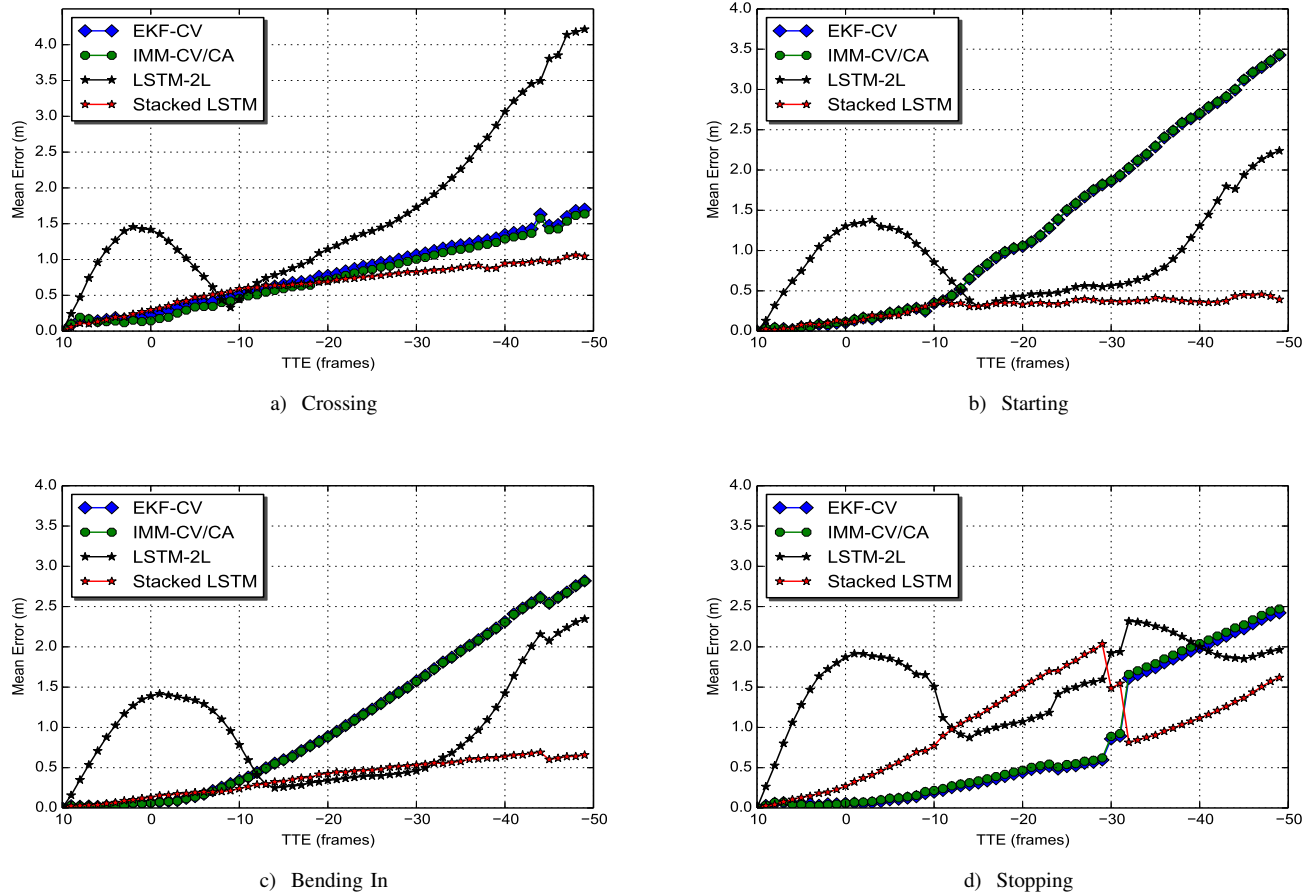 EKF-CV
IMM-CV/CA
LSTM-2L
Stacked LSTM
Mean Error (m)
4.0
3.5
3.0
2.5
2.0
1.5
1.0
0.5
0.0
10 0 −10 −20 −30 −40 −50
TTE (frames)
a) Crossing
EKF-CV
IMM-CV/CA
LSTM-2L
Stacked LSTM
Mean Error (m)
4.0
3.5
3.0
2.5
2.0
1.5
1.0
0.5
0.0
10 0 −10 −20 −30 −40 −50
TTE (frames)
b) Starting
EKF-CV
IMM-CV/CA
LSTM-2L
Stacked LSTM
Mean Error (m)
4.0
3.5
3.0
2.5
2.0
1.5
1.0
0.5
0.0
10 0 −10 −20 −30 −40 −50
TTE (frames)
c) Bending In
EKF-CV
IMM-CV/CA
LSTM-2L
Stacked LSTM
Mean Error (m)
4.0
3.5
3.0
2.5
2.0
1.5
1.0
0.5
0.0
10 0 −10 −20 −30 −40 −50
TTE (frames)
d) Stopping